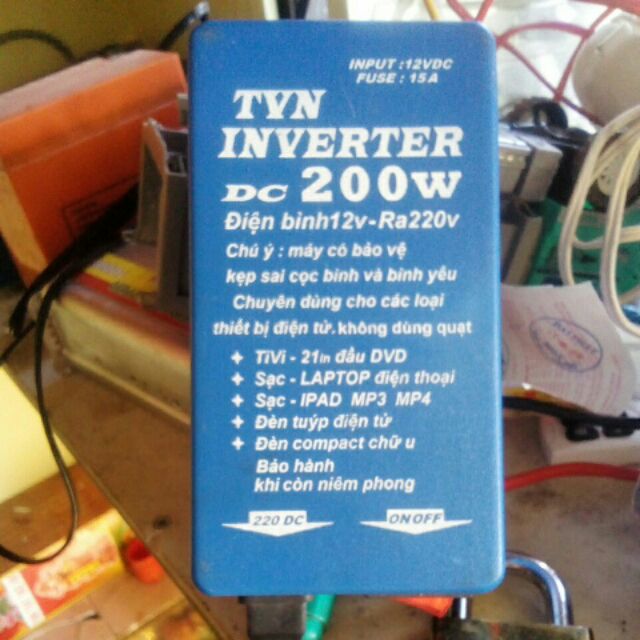 INPUT :12VDC
FUSE : 15A
TVN
INVERTER
DC 200W
Điện bình12v-Ra220v
Chú ý : máy có bảo vệ
kẹp sai cọc bình và bình yếu
Chuyên dùng cho các loại
thiết bị điện tử.không dùng quạt
+ TiVi - 21in đầu DVD
+ Sạc - LAPTOP điện thoại
+ Sạc - IPAD MP3 MP4
+ Đèn tuýp điện tử
+ Đèn compact chữ u
Bảo hành
khi còn niêm phong
220 DC
ON OFF